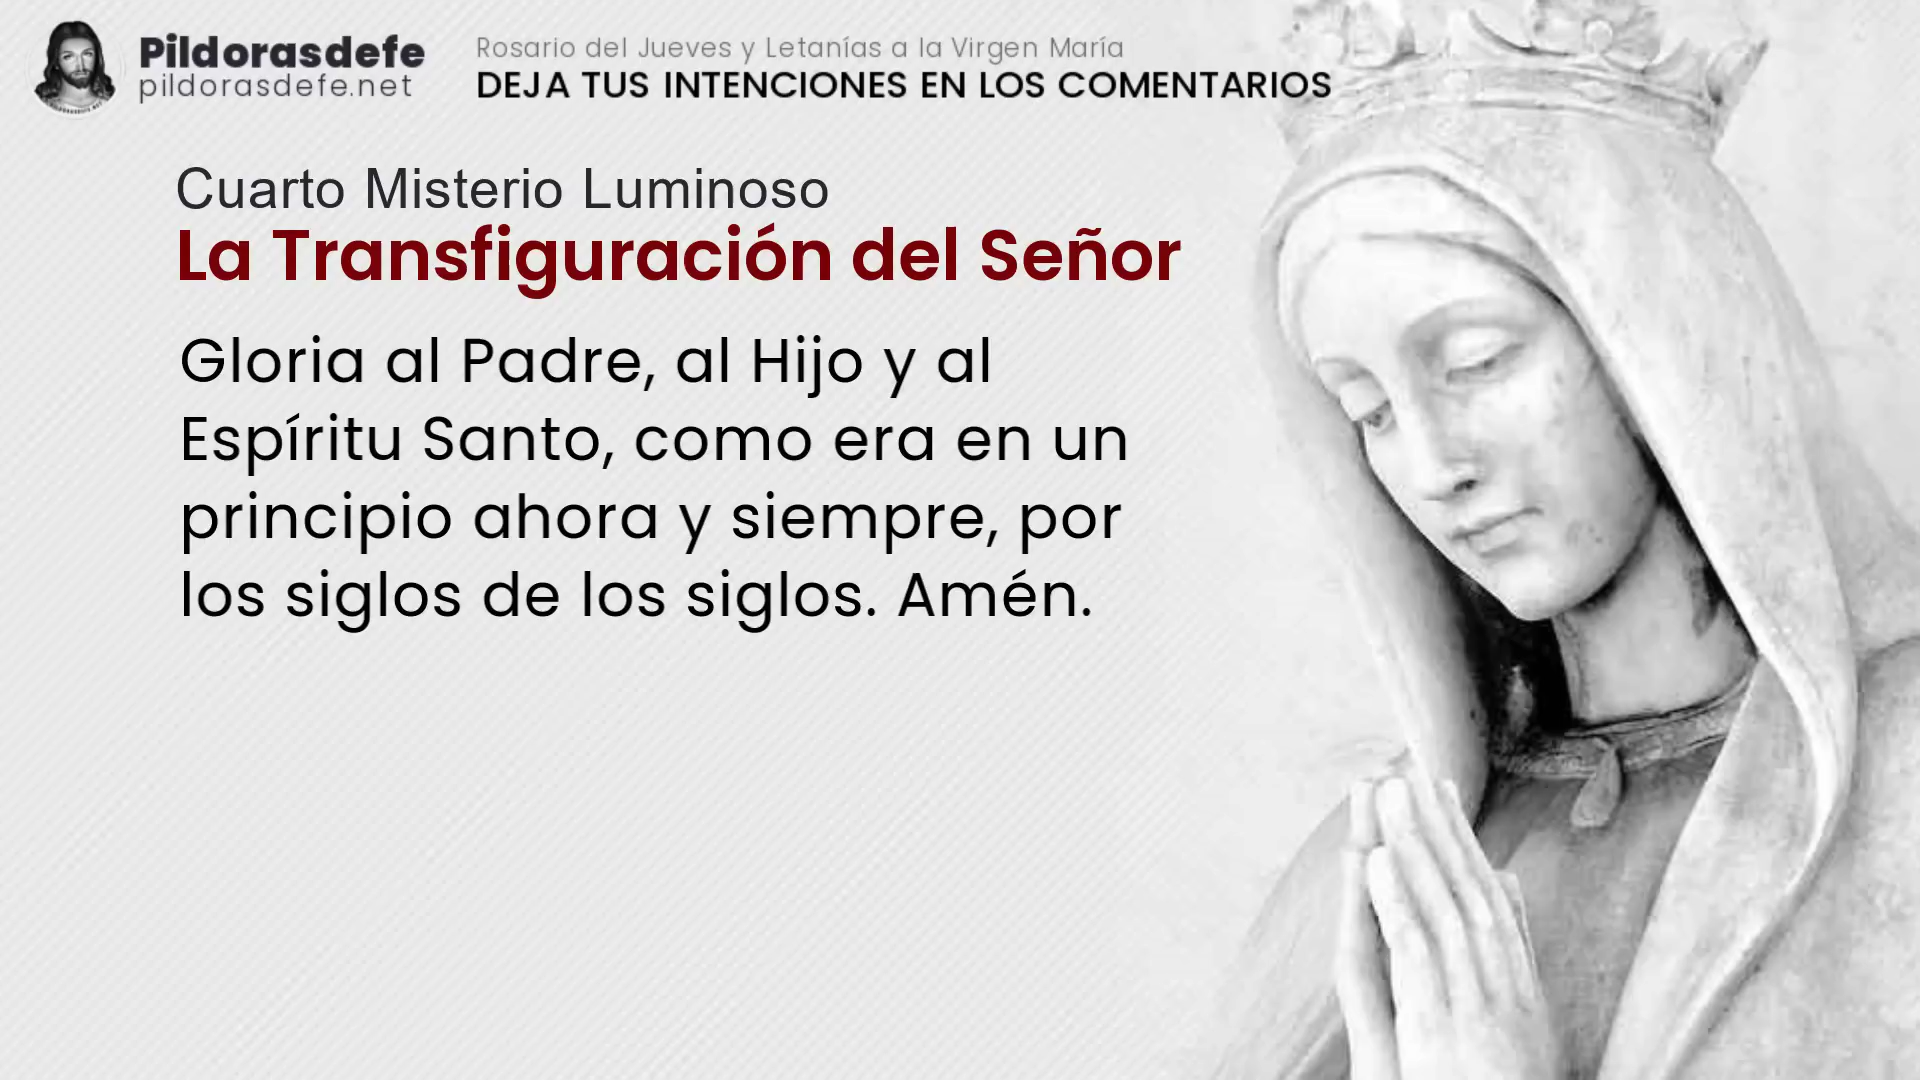 Pildorasdefe
pildorasdefe.net
Rosario del Jueves y Letanías a la Virgen María
DEJA TUS INTENCIONES EN LOS COMENTARIOS
Cuarto Misterio Luminoso
La Transfiguración del Señor
Gloria al Padre, al Hijo y al
Espíritu Santo, como era en un
principio ahora y siempre, por
los siglos de los siglos. Amén.